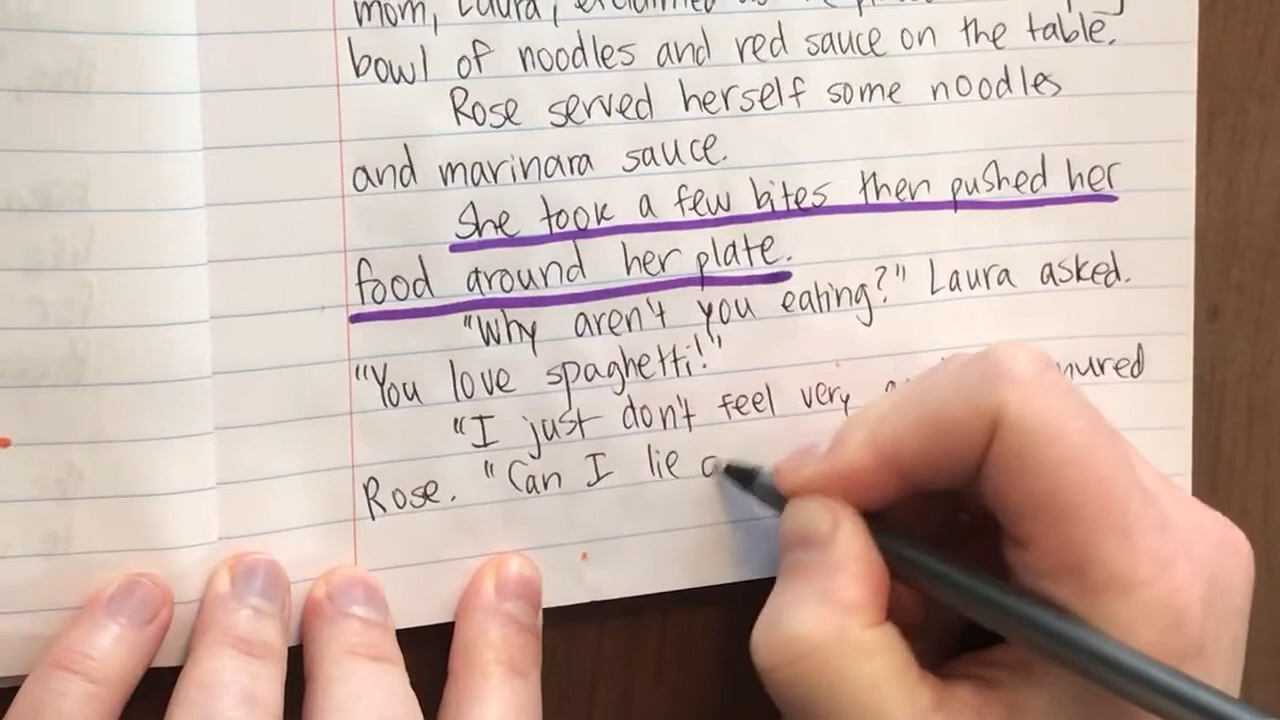 mom, Laura,
bowl of noodles and red sauce on the table.
Rose served herself some noodles
and marinara sauce.
She took a few bites then pushed her
food around her plate.
"Why aren't you eating?" Laura asked.
"You love spaghetti!"
"I just don't feel very
Rose. "Can I lie